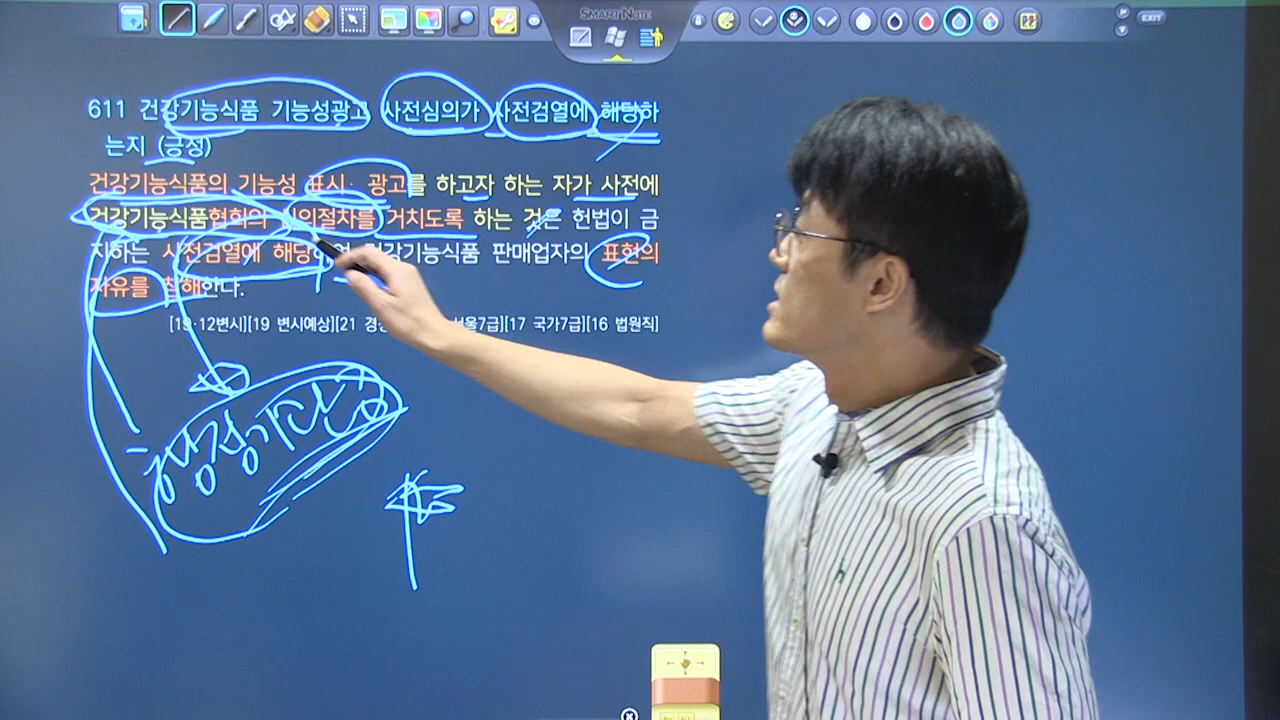 SMART NOTE
EXIT
611 건강기능식품 기능성광고 사전심의가 사전검열에 해당하
는지 (긍정)
건강기능식품의 기능성 표시· 광고를 하고자 하는 자가 사전에
건강기능식품협회의 심의절차를 거치도록 하는 것은 헌법이 금
지하는 사전검열에 해당하여 건강기능식품 판매업자의 표현의
자유를 침해한다.
[19·12변시][19 변시예상][21 경정 서울7급][17 국가7급][16 법원직]
행정기관